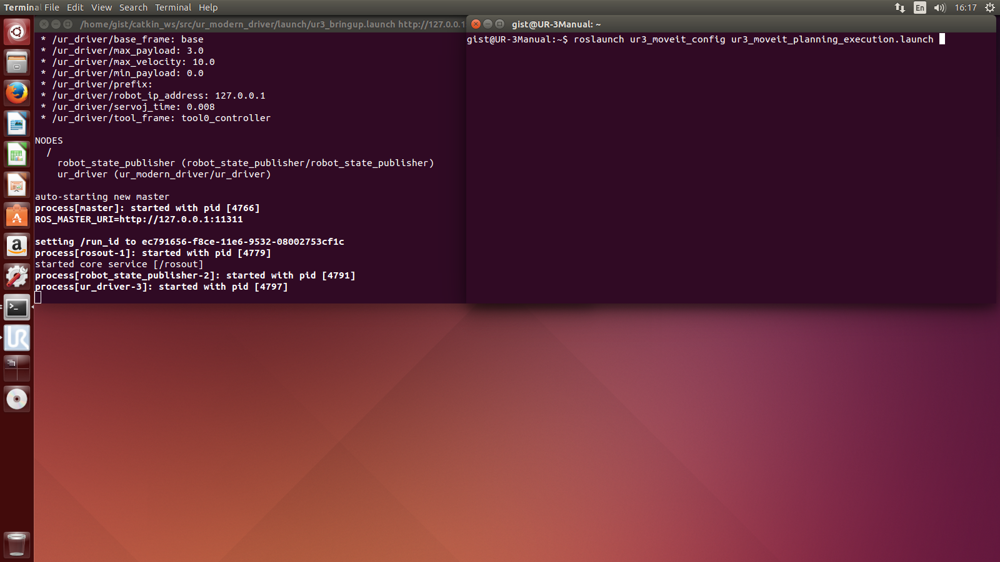 Terminal File Edit View Search Terminal Help
En 16:17
/home/gist/catkin_ws/src/ur_modern_driver/launch/ur3_bringup.launch http://127.0.0.1
* /ur_driver/base_frame: base
* /ur_driver/max_payload: 3.0
* /ur_driver/max_velocity: 10.0
* /ur_driver/min_payload: 0.0
* /ur_driver/prefix:
* /ur_driver/robot_ip_address: 127.0.0.1
* /ur_driver/servoj_time: 0.008
* /ur_driver/tool_frame: tool0_controller
NODES
/
robot_state_publisher (robot_state_publisher/robot_state_publisher)
ur_driver (ur_modern_driver/ur_driver)
auto-starting new master
process[master]: started with pid [4766]
ROS_MASTER_URI=http://127.0.0.1:11311
setting /run_id to ec791656-f8ce-11e6-9532-08002753cf1c
process[rosout-1]: started with pid [4779]
started core service [/rosout]
process[robot_state_publisher-2]: started with pid [4791]
process[ur_driver-3]: started with pid [4797]
gist@UR-3Manual: ~
gist@UR-3Manual:~$ roslaunch ur3_moveit_config ur3_moveit_planning_execution.launch
A
a
>_
UR